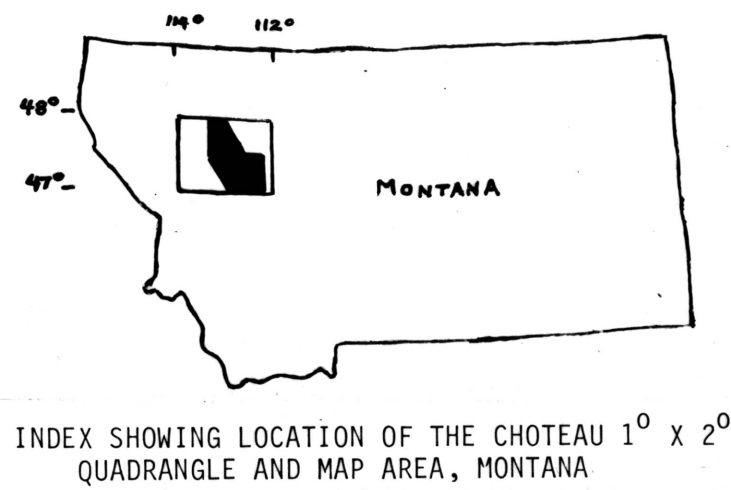 114° 112°
48°
47°
MONTANA
INDEX SHOWING LOCATION OF THE CHOTEAU 1° X 2°
QUADRANGLE AND MAP AREA, MONTANA